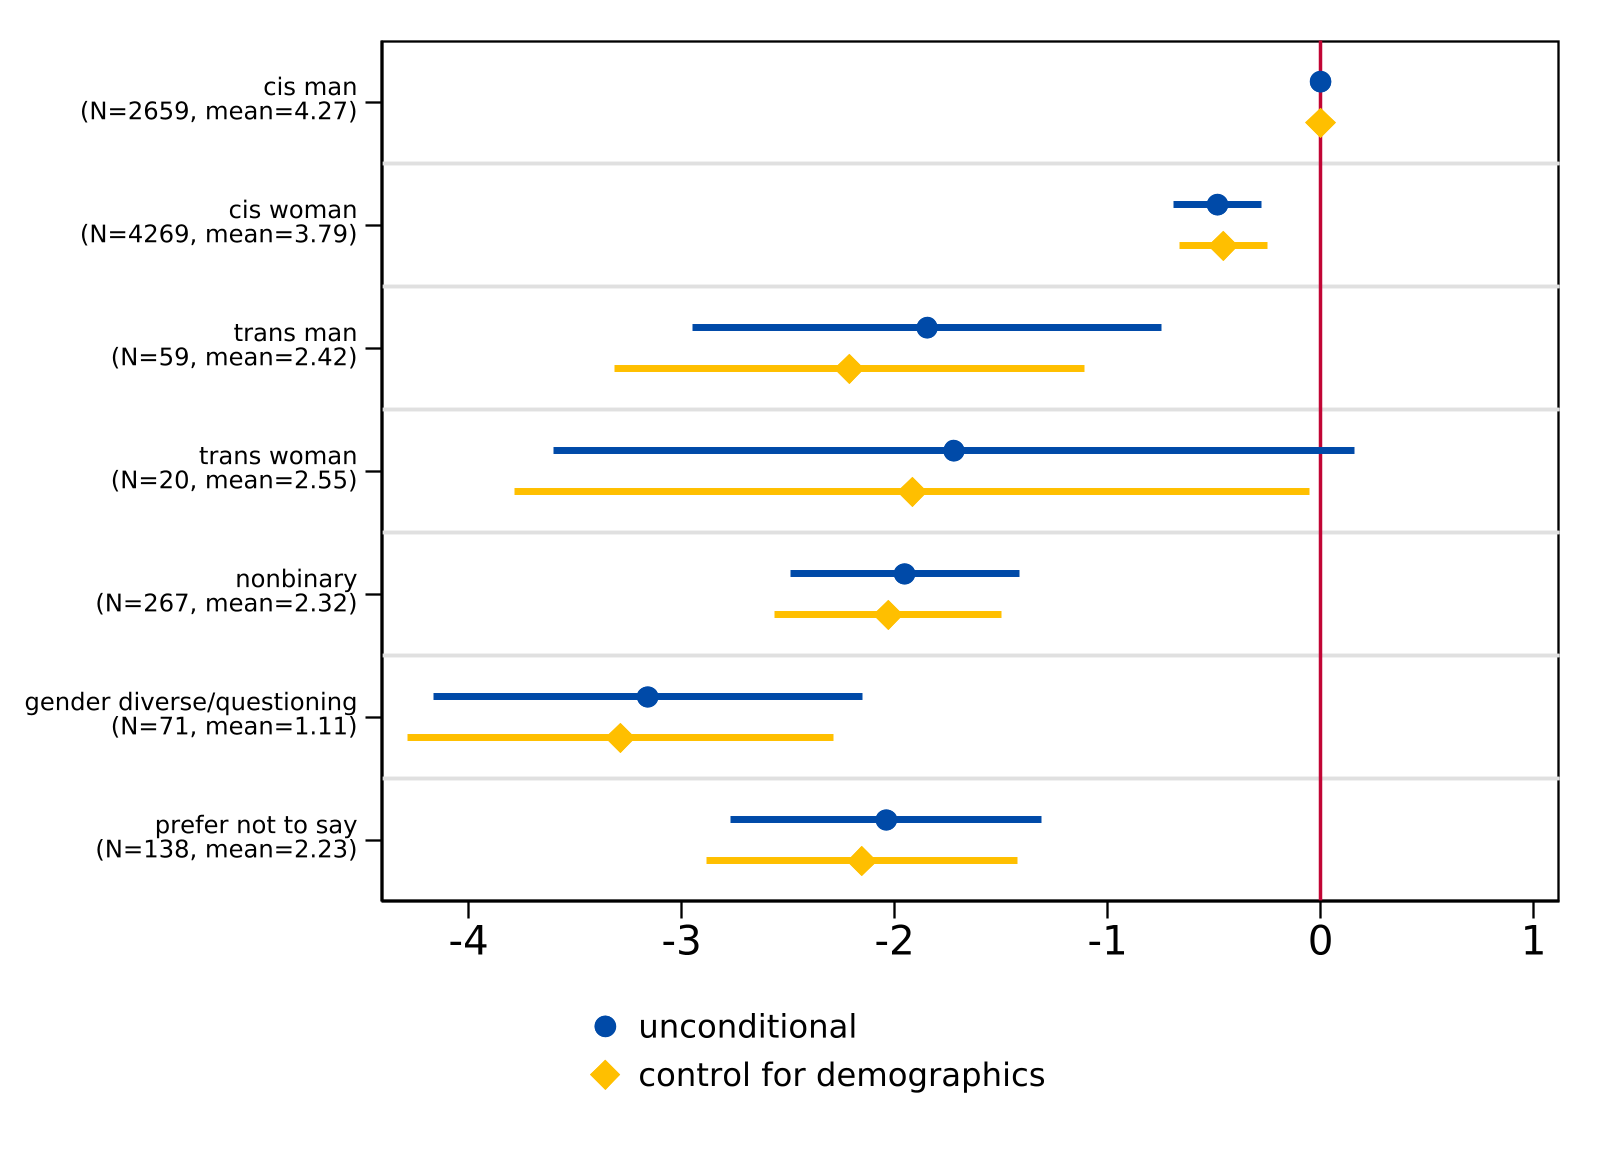 cis man
(N=2659, mean=4.27)
cis woman
(N=4269, mean=3.79)
trans man
(N=59, mean=2.42)
trans woman
(N=20, mean=2.55)
nonbinary
(N=267, mean=2.32)
gender diverse/questioning
(N=71, mean=1.11)
prefer not to say
(N=138, mean=2.23)
-4 -3 -2 -1 0 1
unconditional
control for demographics